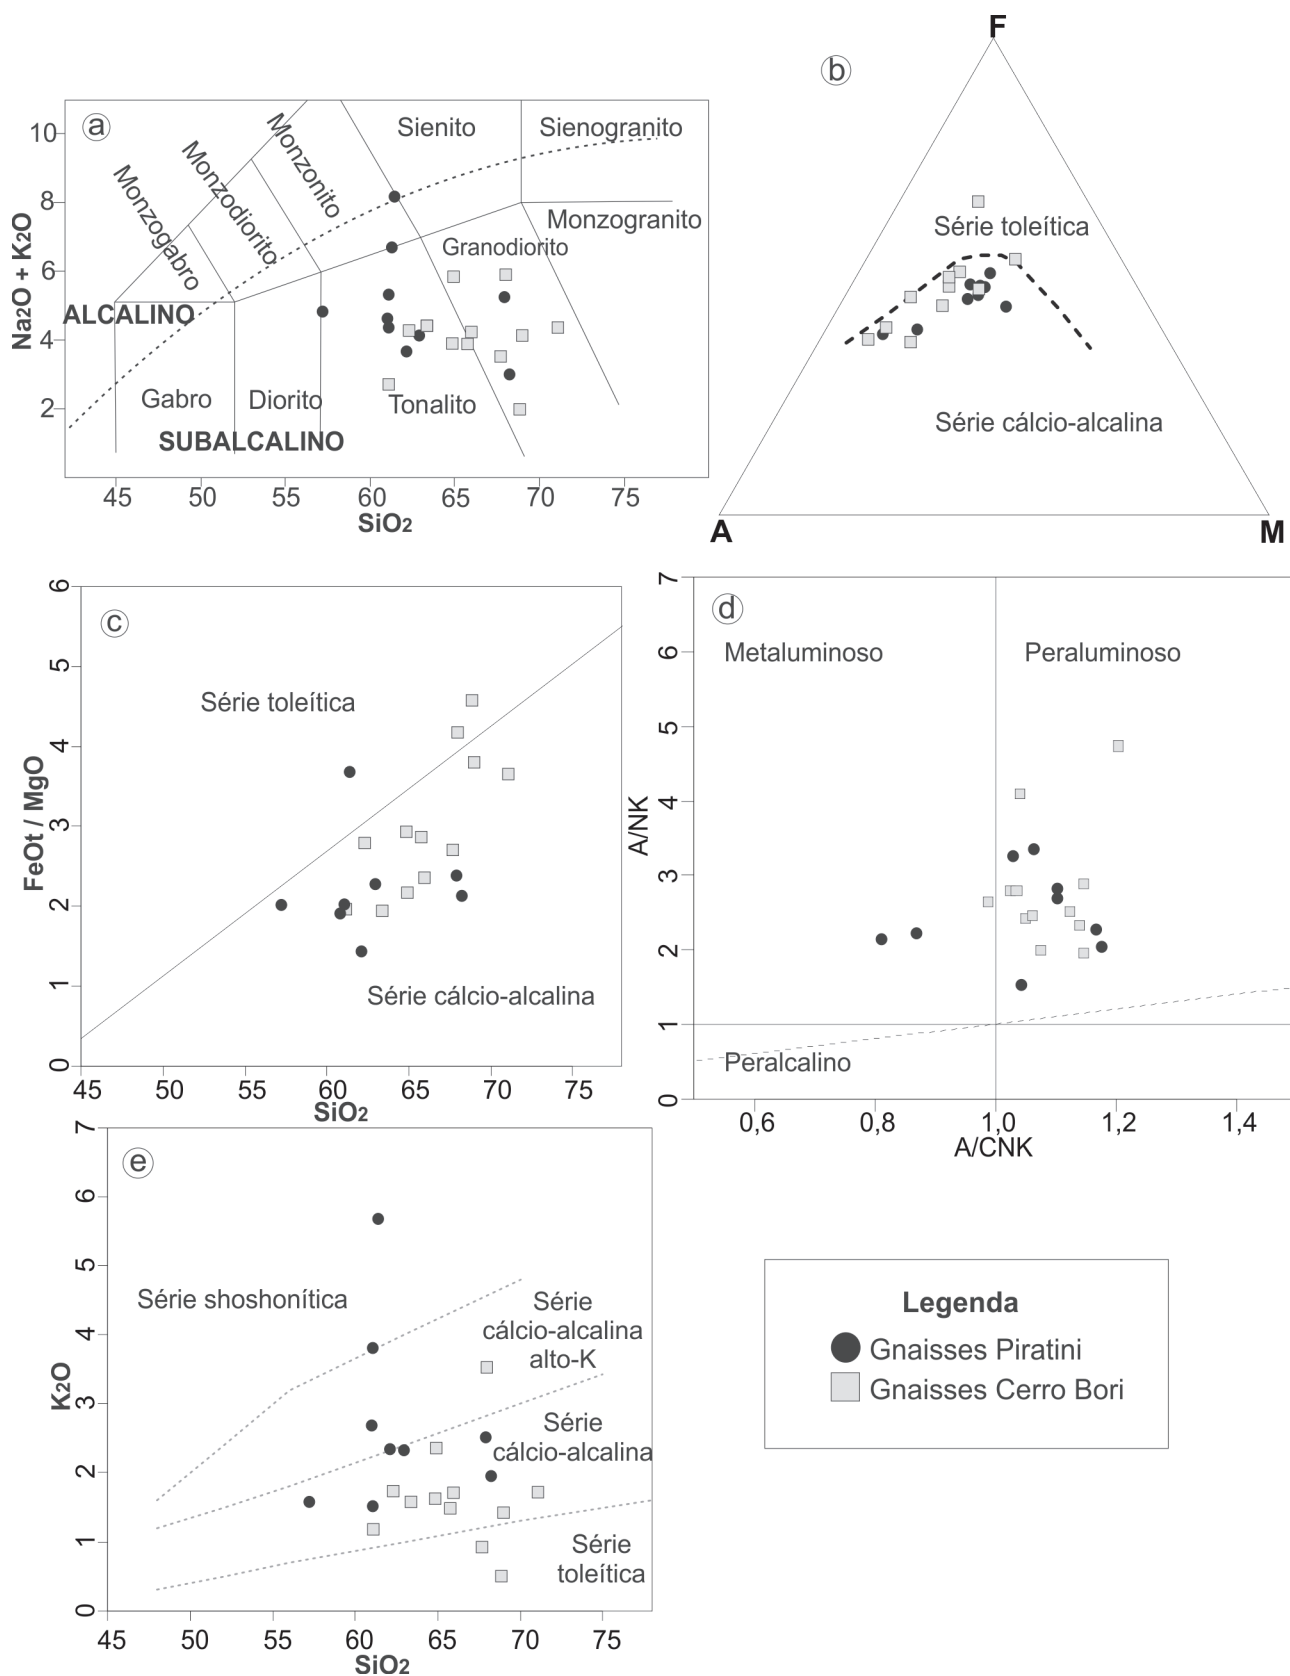 a
Sienito
Sienogranito
Monzonito
Monzodiorito
Monzogabro
Monzogranito
Granodiorito
ALCALINO
Gabro
Diorito
Tonalito
SUBALCALINO
10
8
6
4
2
Na2O + K2O
45 50 55 60 65 70 75
SiO2
b
F
Série toleítica
Série cálcio-alcalina
A
M
c
Série toleítica
Série cálcio-alcalina
6
5
4
3
2
1
0
FeOt / MgO
45 50 55 60 65 70 75
SiO2
d
Metaluminoso
Peraluminoso
Peralcalino
7
6
5
4
3
2
1
0
A/NK
0,6 0,8 1,0 1,2 1,4
A/CNK
e
Série shoshonítica
Série
cálcio-alcalina
alto-K
Série
cálcio-alcalina
Série
toleítica
7
6
5
4
3
2
1
0
K2O
45 50 55 60 65 70 75
SiO2
Legenda
Gnaisses Piratini
Gnaisses Cerro Bori